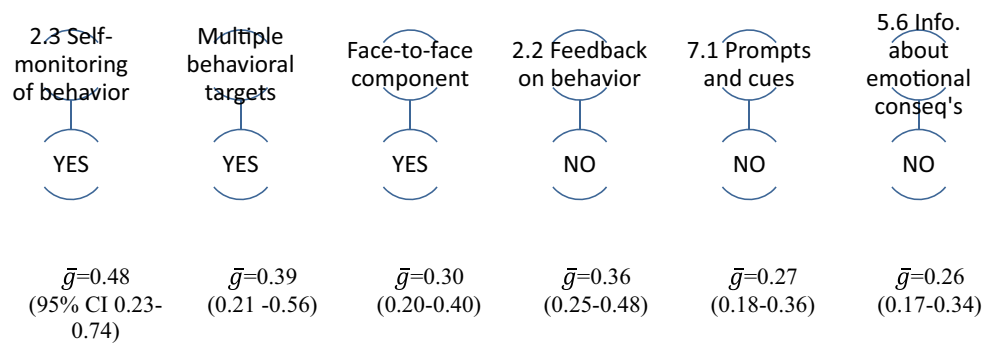 2.3 Self-
monitoring
of behavior
Multiple
behavioral
targets
Face-to-face
component
2.2 Feedback
on behavior
7.1 Prompts
and cues
5.6 Info.
about
emotional
conseq's
YES
YES
YES
NO
NO
NO
g̅=0.48
(95% CI 0.23-
0.74)
g̅=0.39
(0.21 -0.56)
g̅=0.30
(0.20-0.40)
g̅=0.36
(0.25-0.48)
g̅=0.27
(0.18-0.36)
g̅=0.26
(0.17-0.34)